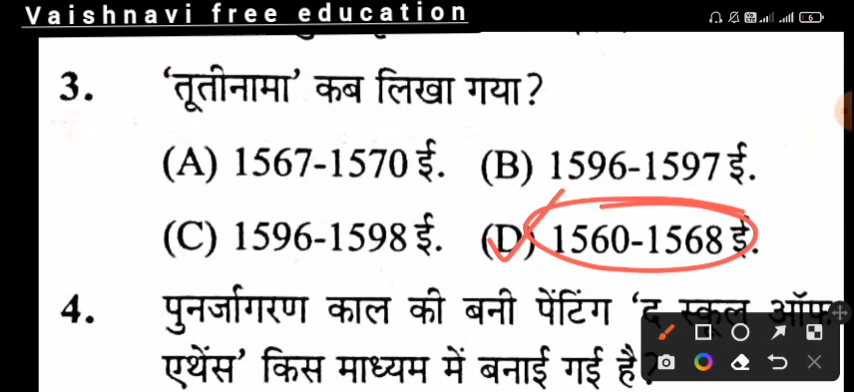 Vaishnavi free education
3. 'तूतीनामा' कब लिखा गया?
(A) 1567-1570 ई. (B) 1596-1597 ई.
(C) 1596-1598 ई. (D) 1560-1568 ई.
4. पुनर्जागरण काल की बनी पेंटिंग 'द स्कूल ऑफ
एथेंस' किस माध्यम में बनाई गई है?